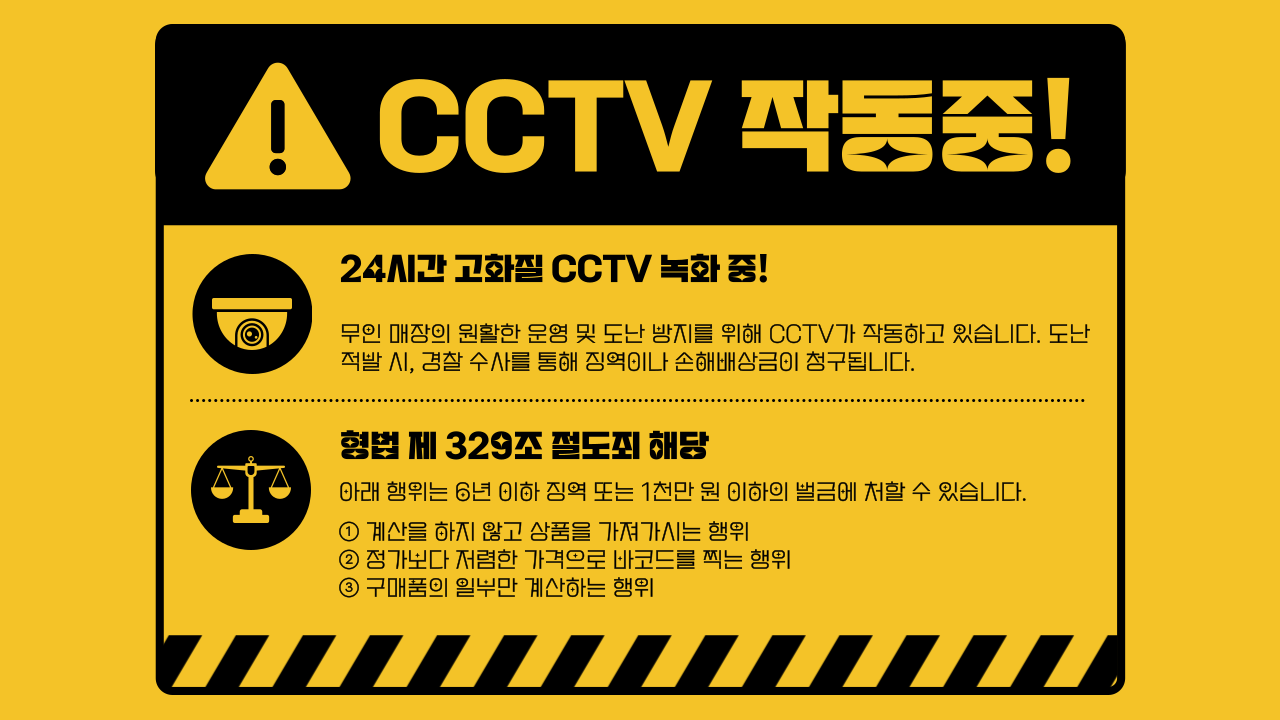 CCTV 작동중!
24시간 고화질 CCTV 녹화 중!
무인 매장의 원활한 운영 및 도난 방지를 위해 CCTV가 작동하고 있습니다. 도난
적발 시, 경찰 수사를 통해 징역이나 손해배상금이 청구됩니다.
형법 제 329조 절도죄 해당
아래 행위는 6년 이하 징역 또는 1천만 원 이하의 벌금에 처할 수 있습니다.
① 계산을 하지 않고 상품을 가져가시는 행위
② 정가보다 저렴한 가격으로 바코드를 찍는 행위
③ 구매품의 일부만 계산하는 행위